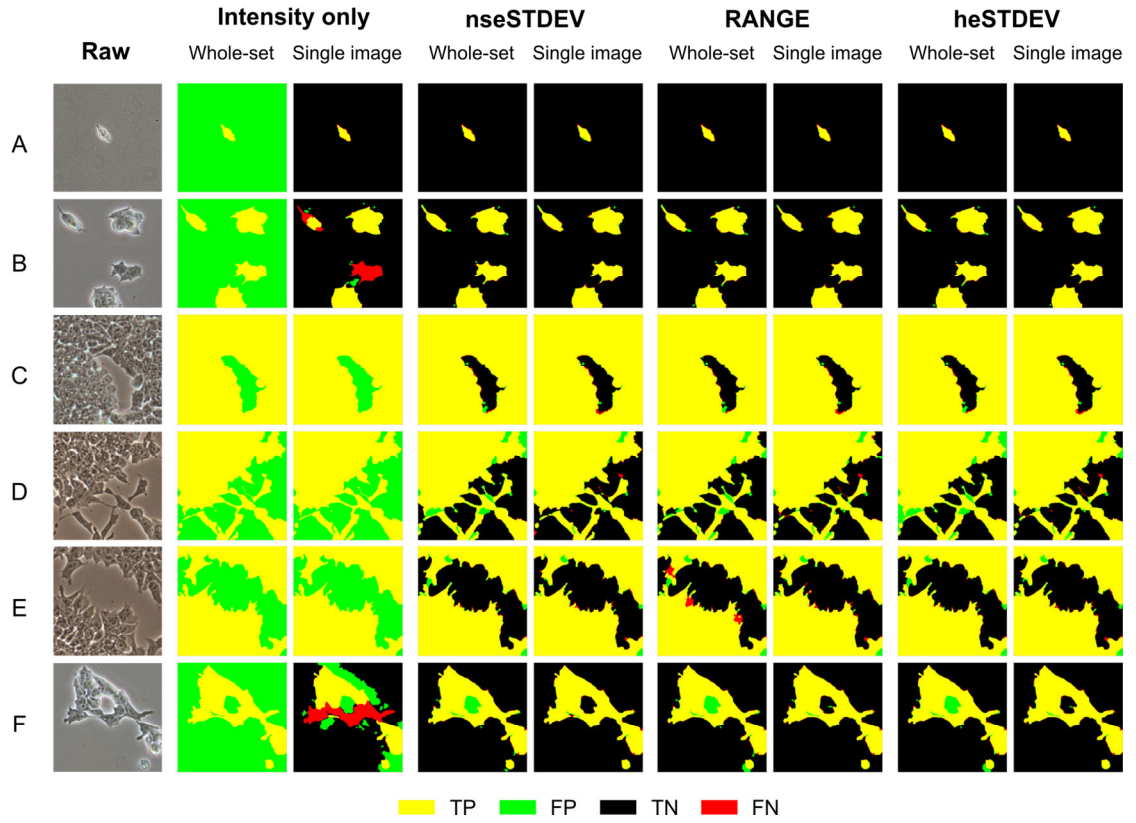 Intensity only nseSTDEV RANGE heSTDEV
Raw Whole-set Single image Whole-set Single image Whole-set Single image Whole-set Single image
A
B
C
D
E
F
TP FP TN FN